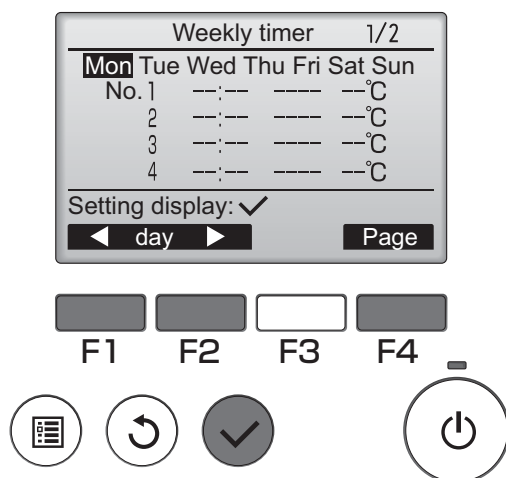 Weekly timer 1/2
Mon Tue Wed Thu Fri Sat Sun
No. 1 --:-- ---- --℃
2 --:-- ---- --℃
3 --:-- ---- --℃
4 --:-- ---- --℃
Setting display: ✓
◀ day ▶ Page
F1 F2 F3 F4